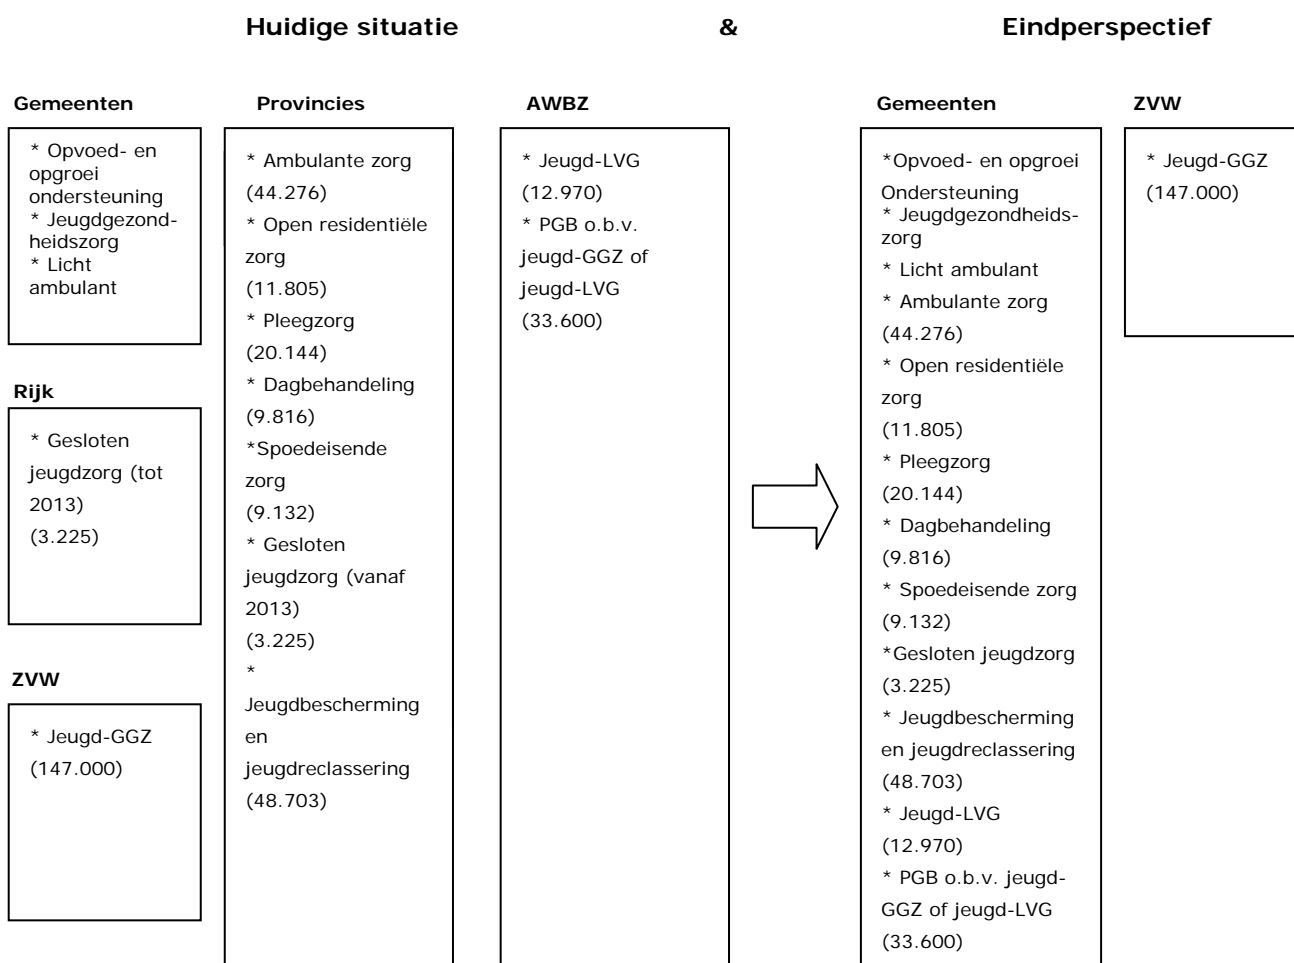 Huidige situatie & Eindperspectief
Gemeenten
* Opvoed- en
opgroei
ondersteuning
* Jeugdgezond-
heidszorg
* Licht
ambulant
Rijk
* Gesloten
jeugdzorg (tot
2013)
(3.225)
ZVW
* Jeugd-GGZ
(147.000)
Provincies
* Ambulante zorg
(44.276)
* Open residentiële
zorg
(11.805)
* Pleegzorg
(20.144)
* Dagbehandeling
(9.816)
*Spoedeisende
zorg
(9.132)
* Gesloten
jeugdzorg (vanaf
2013)
(3.225)
*
Jeugdbescherming
en
jeugdreclassering
(48.703)
AWBZ
* Jeugd-LVG
(12.970)
* PGB o.b.v.
jeugd-GGZ of
jeugd-LVG
(33.600)
Gemeenten
*Opvoed- en opgroei
Ondersteuning
* Jeugdgezondheids-
zorg
* Licht ambulant
* Ambulante zorg
(44.276)
* Open residentiële
zorg
(11.805)
* Pleegzorg
(20.144)
* Dagbehandeling
(9.816)
* Spoedeisende zorg
(9.132)
*Gesloten jeugdzorg
(3.225)
* Jeugdbescherming
en jeugdreclassering
(48.703)
* Jeugd-LVG
(12.970)
* PGB o.b.v. jeugd-
GGZ of jeugd-LVG
(33.600)
ZVW
* Jeugd-GGZ
(147.000)